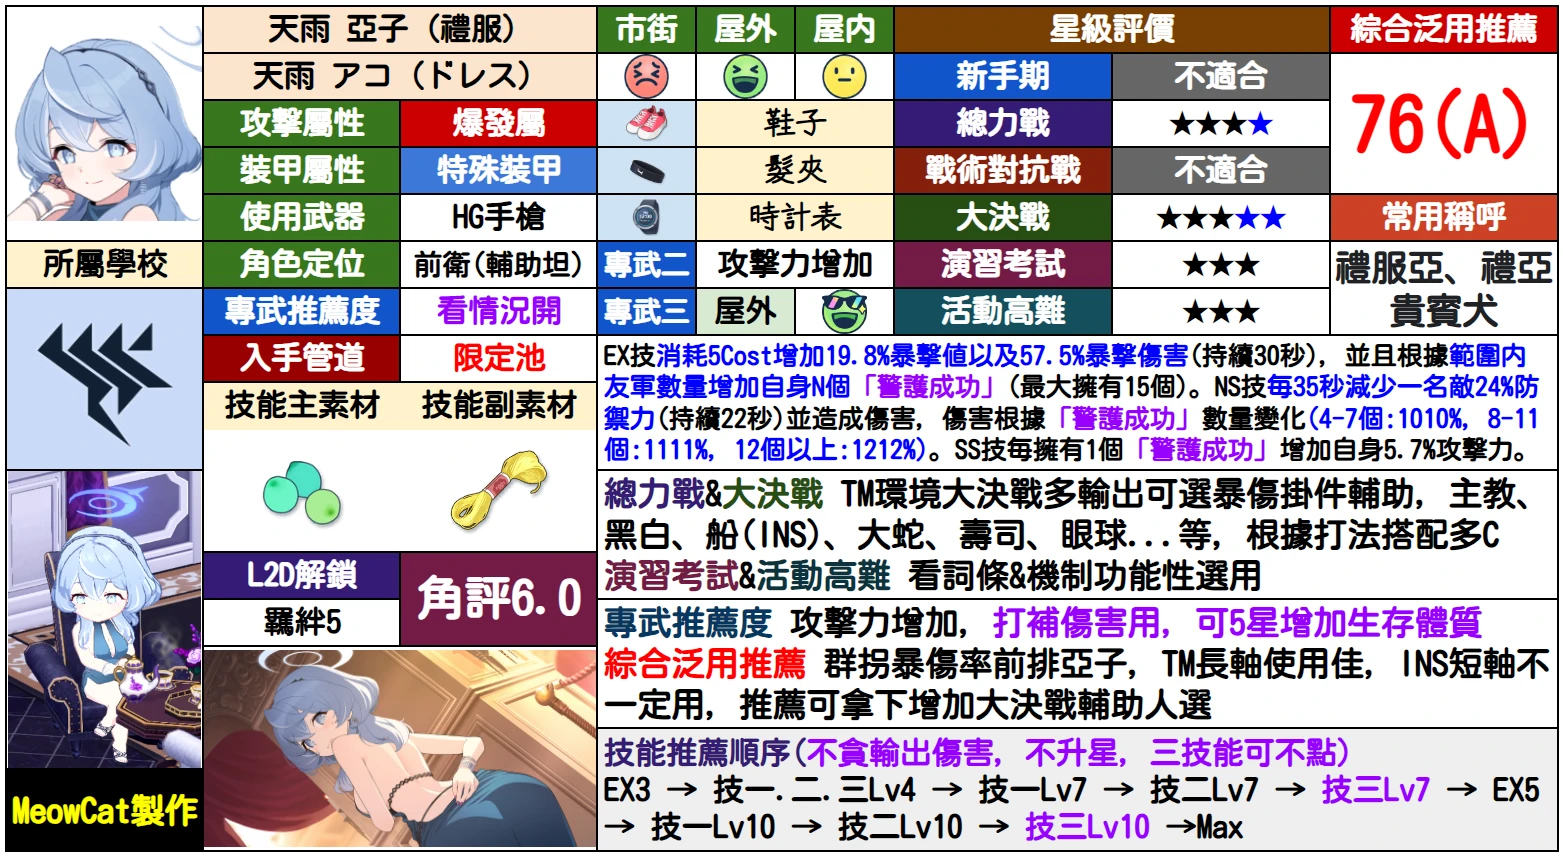 天雨 亞子 (禮服)
市街
屋外
屋內
星級評價
綜合泛用推薦
天雨 アコ (ドレス)
新手期
不適合
76(A)
攻擊屬性
爆發屬
鞋子
總力戰
★★★★
裝甲屬性
特殊裝甲
髮夾
戰術對抗戰
不適合
使用武器
HG手槍
時計表
大決戰
★★★★★
常用稱呼
所屬學校
角色定位
前衛(輔助坦)
專武二
攻擊力增加
演習考試
★★★
禮服亞、禮亞
貴賓犬
專武推薦度
看情況開
專武三
屋外
活動高難
★★★
入手管道
限定池
EX技消耗5Cost增加19.8%暴擊值以及57.5%暴擊傷害(持續30秒), 並且根據範圍內
友軍數量增加自身N個「警護成功」(最大擁有15個)。NS技每35秒減少一名敵24%防
禦力(持續22秒)並造成傷害, 傷害根據「警護成功」數量變化(4-7個:1010%, 8-11
個:1111%, 12個以上:1212%)。SS技每擁有1個「警護成功」增加自身5.7%攻擊力。
技能主素材
技能副素材
總力戰&大決戰 TM環境大決戰多輸出可選暴傷掛件輔助, 主教、
黑白、船(INS)、大蛇、壽司、眼球...等, 根據打法搭配多C
演習考試&活動高難 看詞條&機制功能性選用
L2D解鎖
羈絆5
角評6.0
專武推薦度 攻擊力增加, 打補傷害用, 可5星增加生存體質
綜合泛用推薦 群拐暴傷率前排亞子, TM長軸使用佳, INS短軸不
一定用, 推薦可拿下增加大決戰輔助人選
技能推薦順序(不貪輸出傷害, 不升星, 三技能可不點)
EX3 → 技一.二.三Lv4 → 技一Lv7 → 技二Lv7 → 技三Lv7 → EX5
→ 技一Lv10 → 技二Lv10 → 技三Lv10 →Max
MeowCat製作